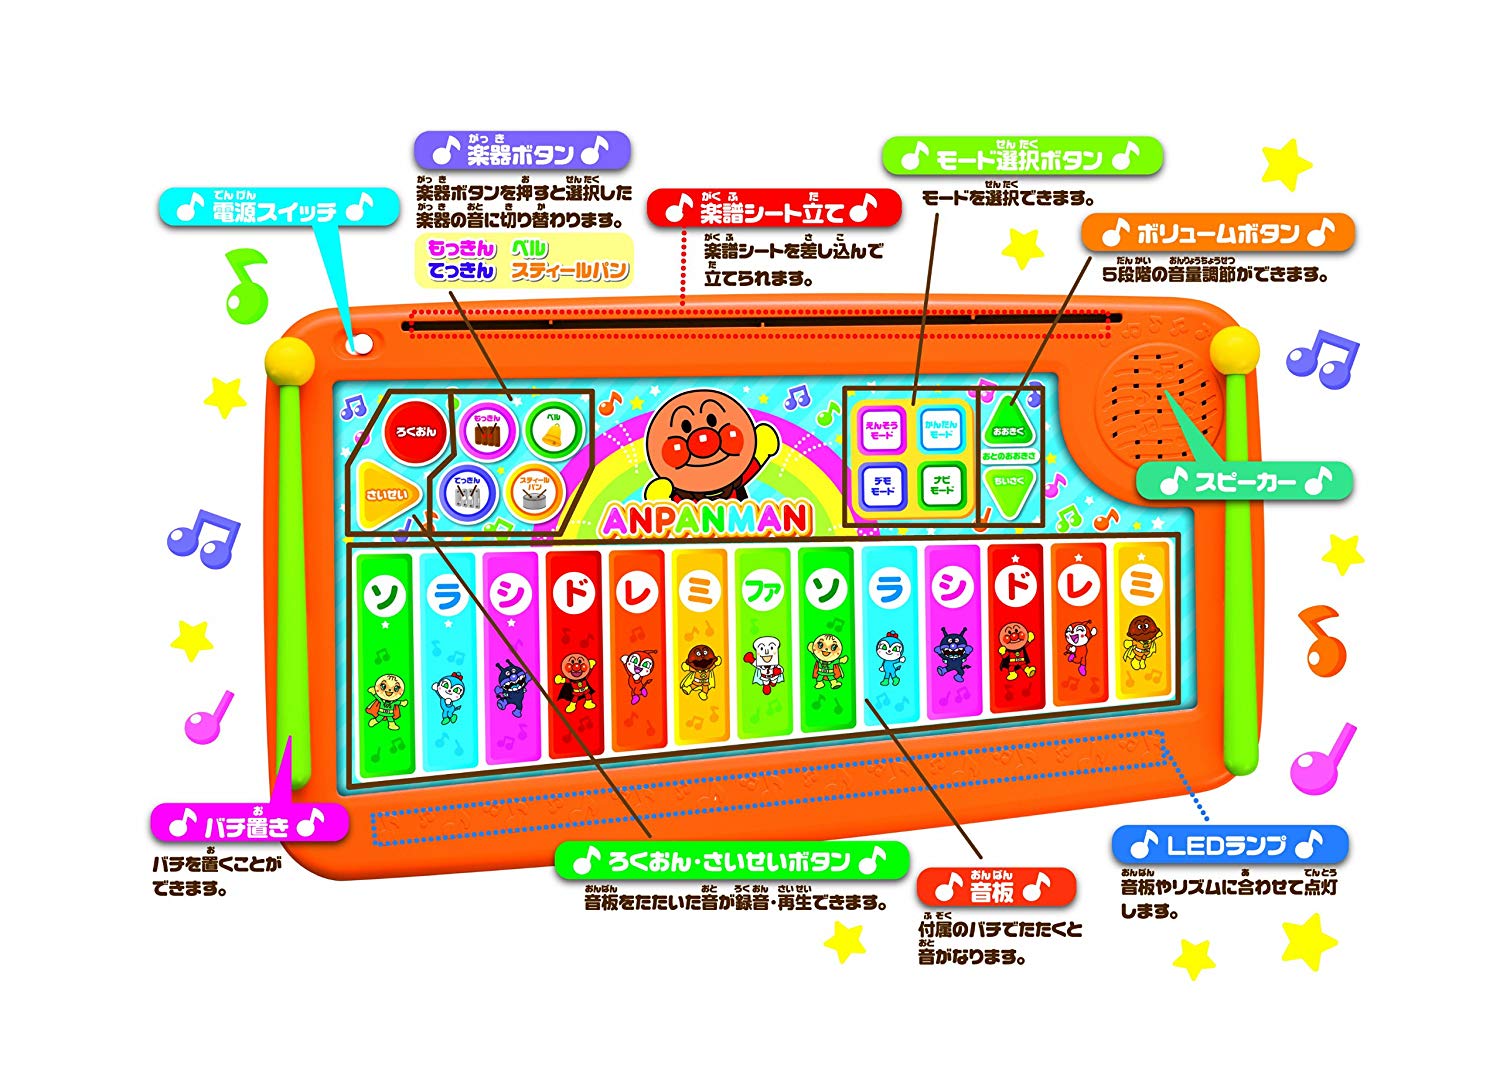 楽器ボタン
楽器ボタンを押すと選択した
楽器の音に切り替わります。
もっきん ベル
てっきん スティールパン
電源スイッチ
楽譜シート立て
楽譜シートを差し込んで
立てられます。
モード選択ボタン
モードを選択できます。
ボリュームボタン
5段階の音量調節ができます。
スピーカー
ろくおん
さいせい
もっきん
ベル
てっきん
スティール
パン
ANPANMAN
えんそう
モード
かんたん
モード
デモ
モード
ナビ
モード
おおきく
おとのおおきさ
ちいさく
ソ ラ シ ド レ ミ ファ ソ ラ シ ド レ ミ
バチ置き
バチを置くことが
できます。
ろくおん・さいせいボタン
音板をたたいた音が録音・再生できます。
音板
付属のバチでたたくと
音がなります。
LEDランプ
音板やリズムに合わせて点灯
します。